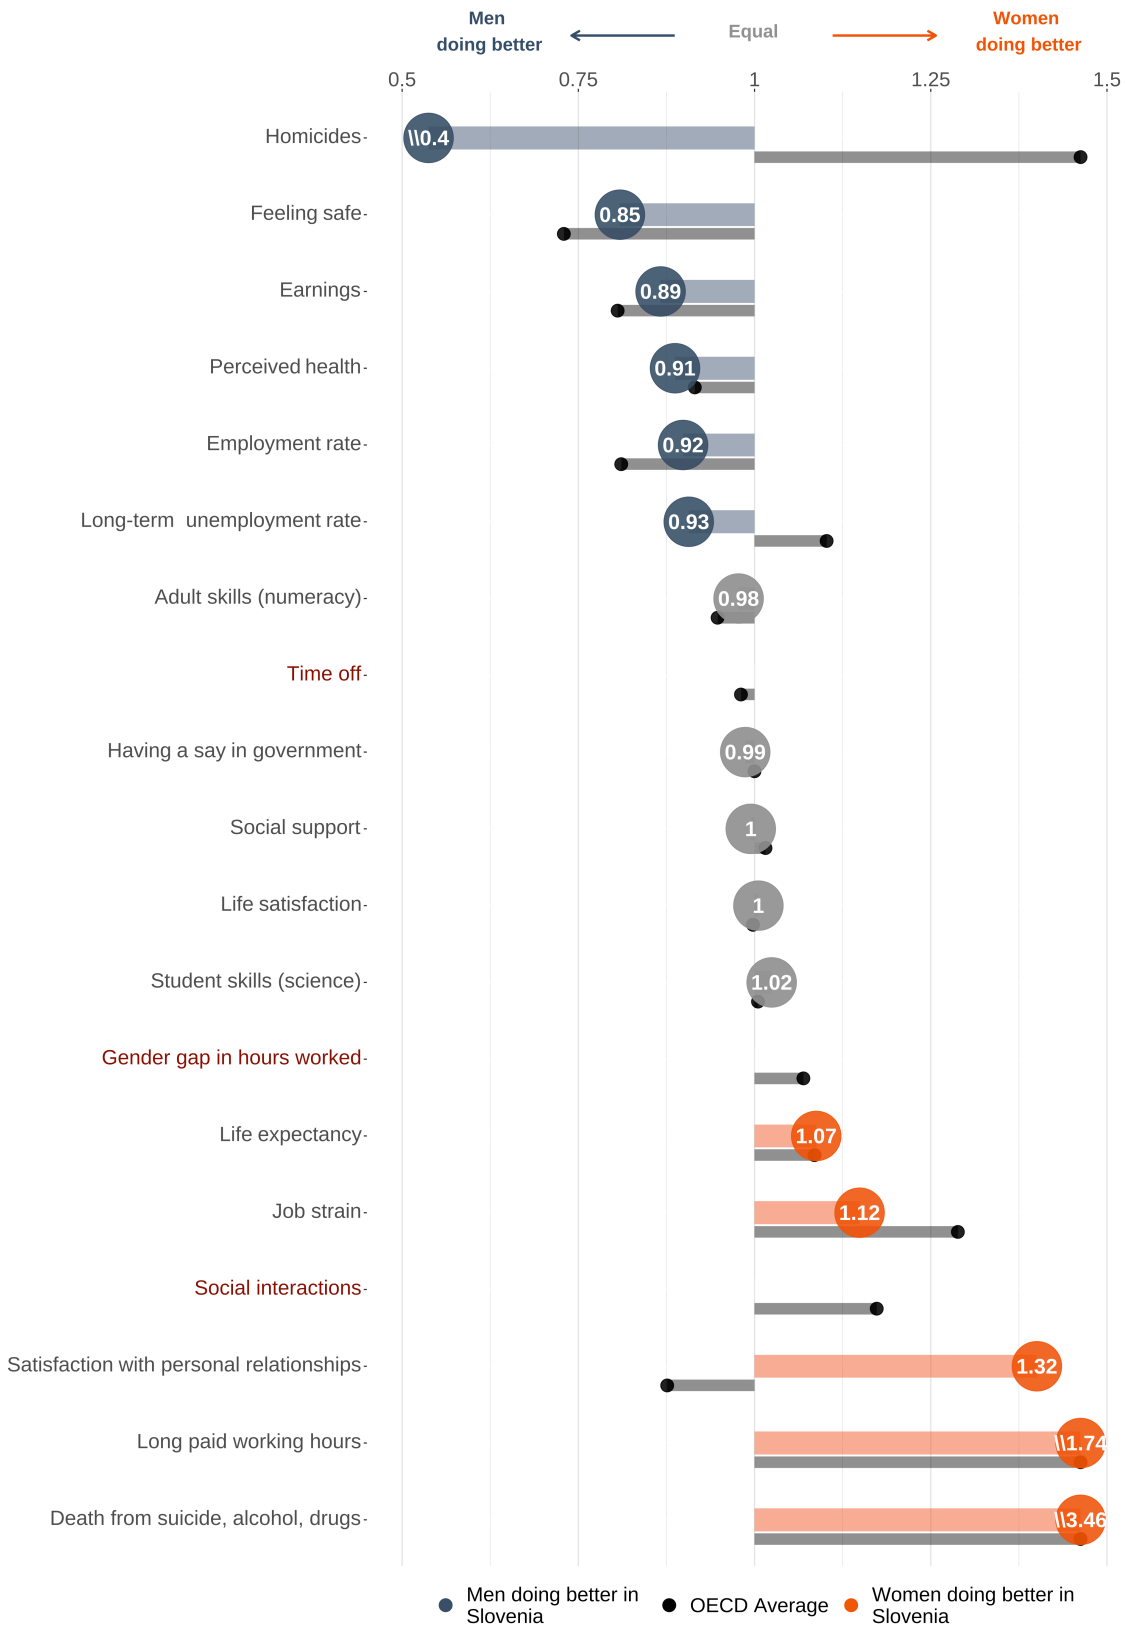 Men
doing better
Equal
Women
doing better
0.5 0.75 1 1.25 1.5
Homicides
\\0.4
Feeling safe
0.85
Earnings
0.89
Perceived health
0.91
Employment rate
0.92
Long-term unemployment rate
0.93
Adult skills (numeracy)
0.98
Time off
Having a say in government
0.99
Social support
1
Life satisfaction
1
Student skills (science)
1.02
Gender gap in hours worked
Life expectancy
1.07
Job strain
1.12
Social interactions
Satisfaction with personal relationships
1.32
Long paid working hours
\\1.74
Death from suicide, alcohol, drugs
\\3.46
Men doing better in
Slovenia
OECD Average
Women doing better in
Slovenia